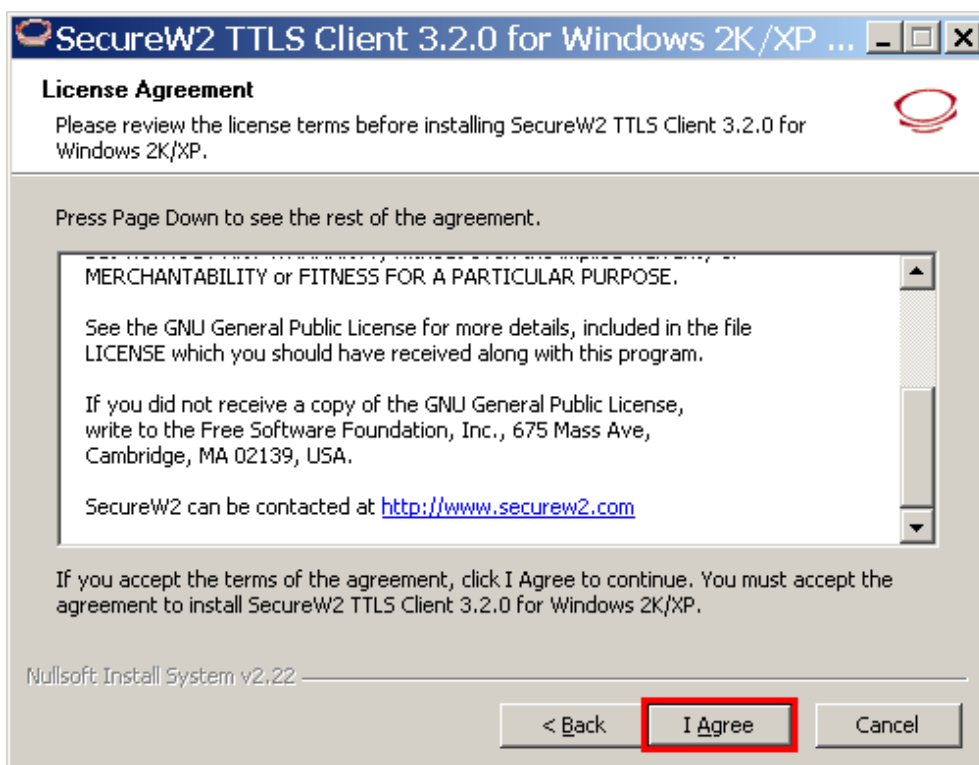 SecureW2 TTLS Client 3.2.0 for Windows 2K/XP ...
License Agreement
Please review the license terms before installing SecureW2 TTLS Client 3.2.0 for
Windows 2K/XP.
Press Page Down to see the rest of the agreement.
MERCHANTABILITY or FITNESS FOR A PARTICULAR PURPOSE.
See the GNU General Public License for more details, included in the file
LICENSE which you should have received along with this program.
If you did not receive a copy of the GNU General Public License,
write to the Free Software Foundation, Inc., 675 Mass Ave,
Cambridge, MA 02139, USA.
SecureW2 can be contacted at http://www.securew2.com
If you accept the terms of the agreement, click I Agree to continue. You must accept the
agreement to install SecureW2 TTLS Client 3.2.0 for Windows 2K/XP.
Nullsoft Install System v2.22
< Back I Agree Cancel